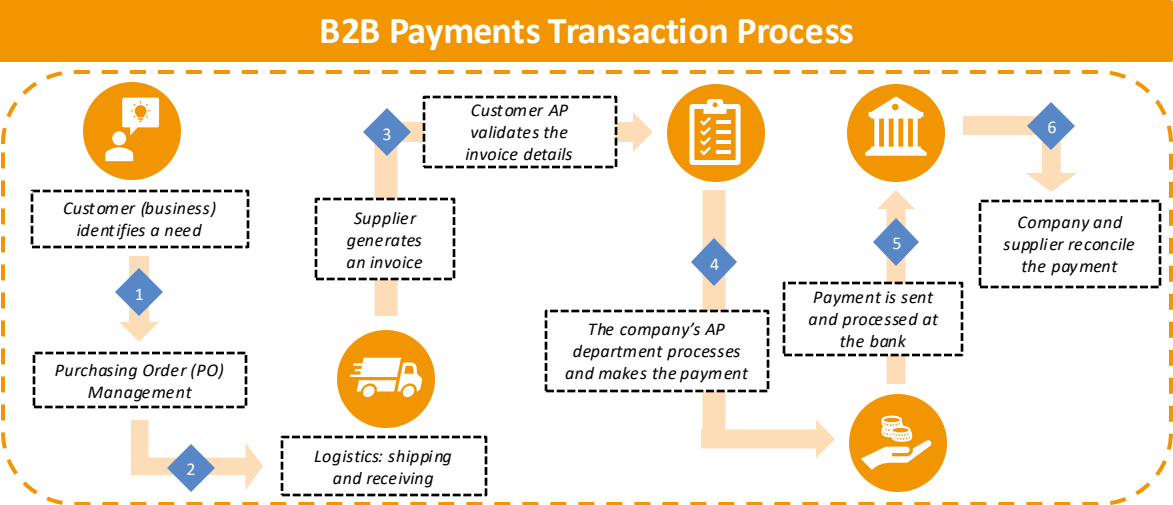 B2B Payments Transaction Process
Customer (business)
identifies a need
1
Purchasing Order (PO)
Management
2
Logistics: shipping
and receiving
Supplier
generates
an invoice
3
Customer AP
validates the
invoice details
4
The company’s AP
department processes
and makes the payment
5
Payment is sent
and processed at
the bank
6
Company and
supplier reconcile
the payment